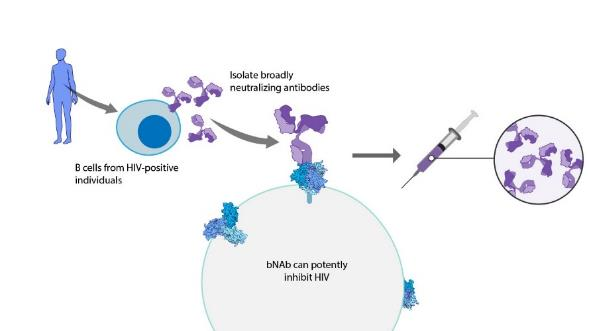 Isolate broadly
neutralizing antibodies
B cells from HIV-positive
individuals
bNAb can potently
inhibit HIV